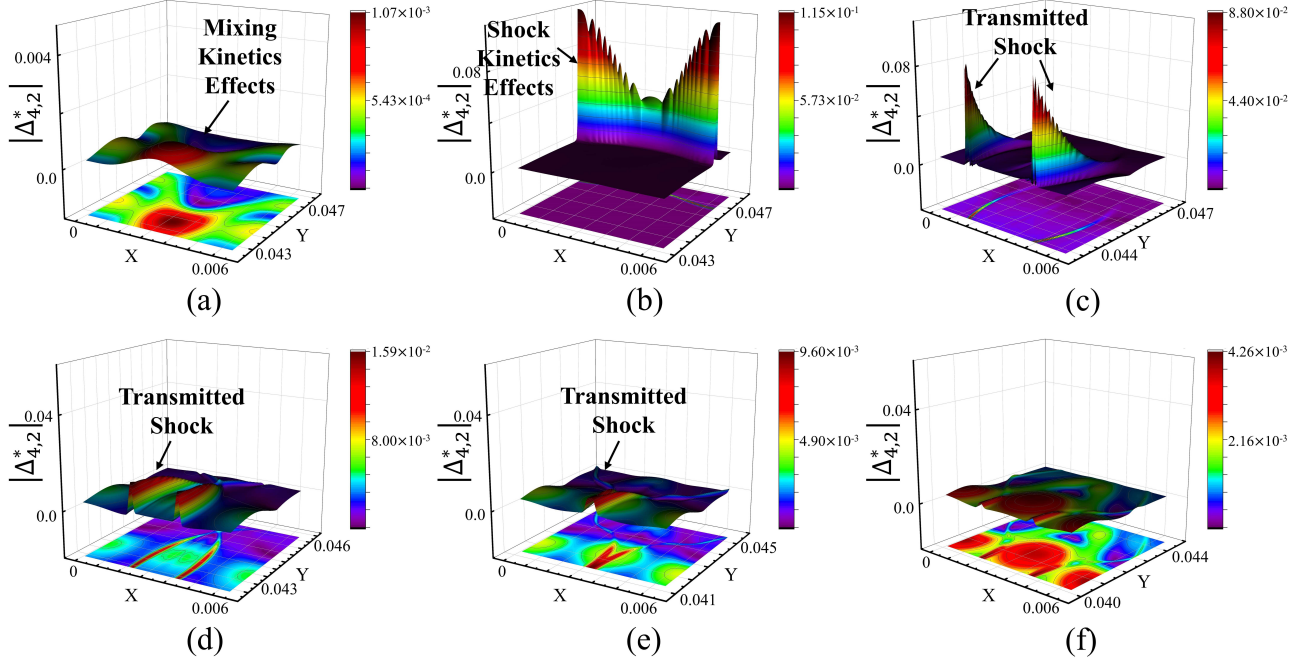 Mixing
Kinetics
Effects
|Δ*4,2|
0.004
0.0
0
X
0.006
0.043
Y
0.047
1.07×10⁻³
5.43×10⁻⁴
(a)
Shock
Kinetics
Effects
|Δ*4,2|
0.08
0.0
0
X
0.006
0.043
Y
0.047
1.15×10⁻¹
5.73×10⁻²
(b)
Transmitted
Shock
|Δ*4,2|
0.08
0.0
0
X
0.006
0.044
Y
0.047
8.80×10⁻²
4.40×10⁻²
(c)
Transmitted
Shock
|Δ*4,2|
0.04
0.0
0
X
0.006
0.043
Y
0.046
1.59×10⁻²
8.00×10⁻³
(d)
Transmitted
Shock
|Δ*4,2|
0.04
0.0
0
X
0.006
0.041
Y
0.045
9.60×10⁻³
4.90×10⁻³
(e)
|Δ*4,2|
0.04
0.0
0
X
0.006
0.040
Y
0.044
4.26×10⁻³
2.16×10⁻³
(f)